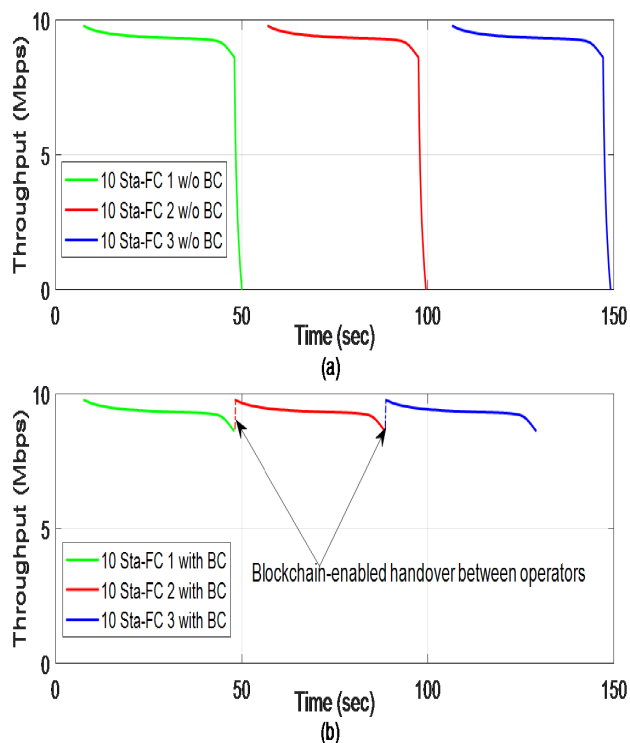 10
5
0
Throughput (Mbps)
10 Sta-FC 1 w/o BC
10 Sta-FC 2 w/o BC
10 Sta-FC 3 w/o BC
0
50
100
150
Time (sec)
(a)
10
5
0
Throughput (Mbps)
10 Sta-FC 1 with BC
10 Sta-FC 2 with BC
10 Sta-FC 3 with BC
Blockchain-enabled handover between operators
0
50
100
150
Time (sec)
(b)